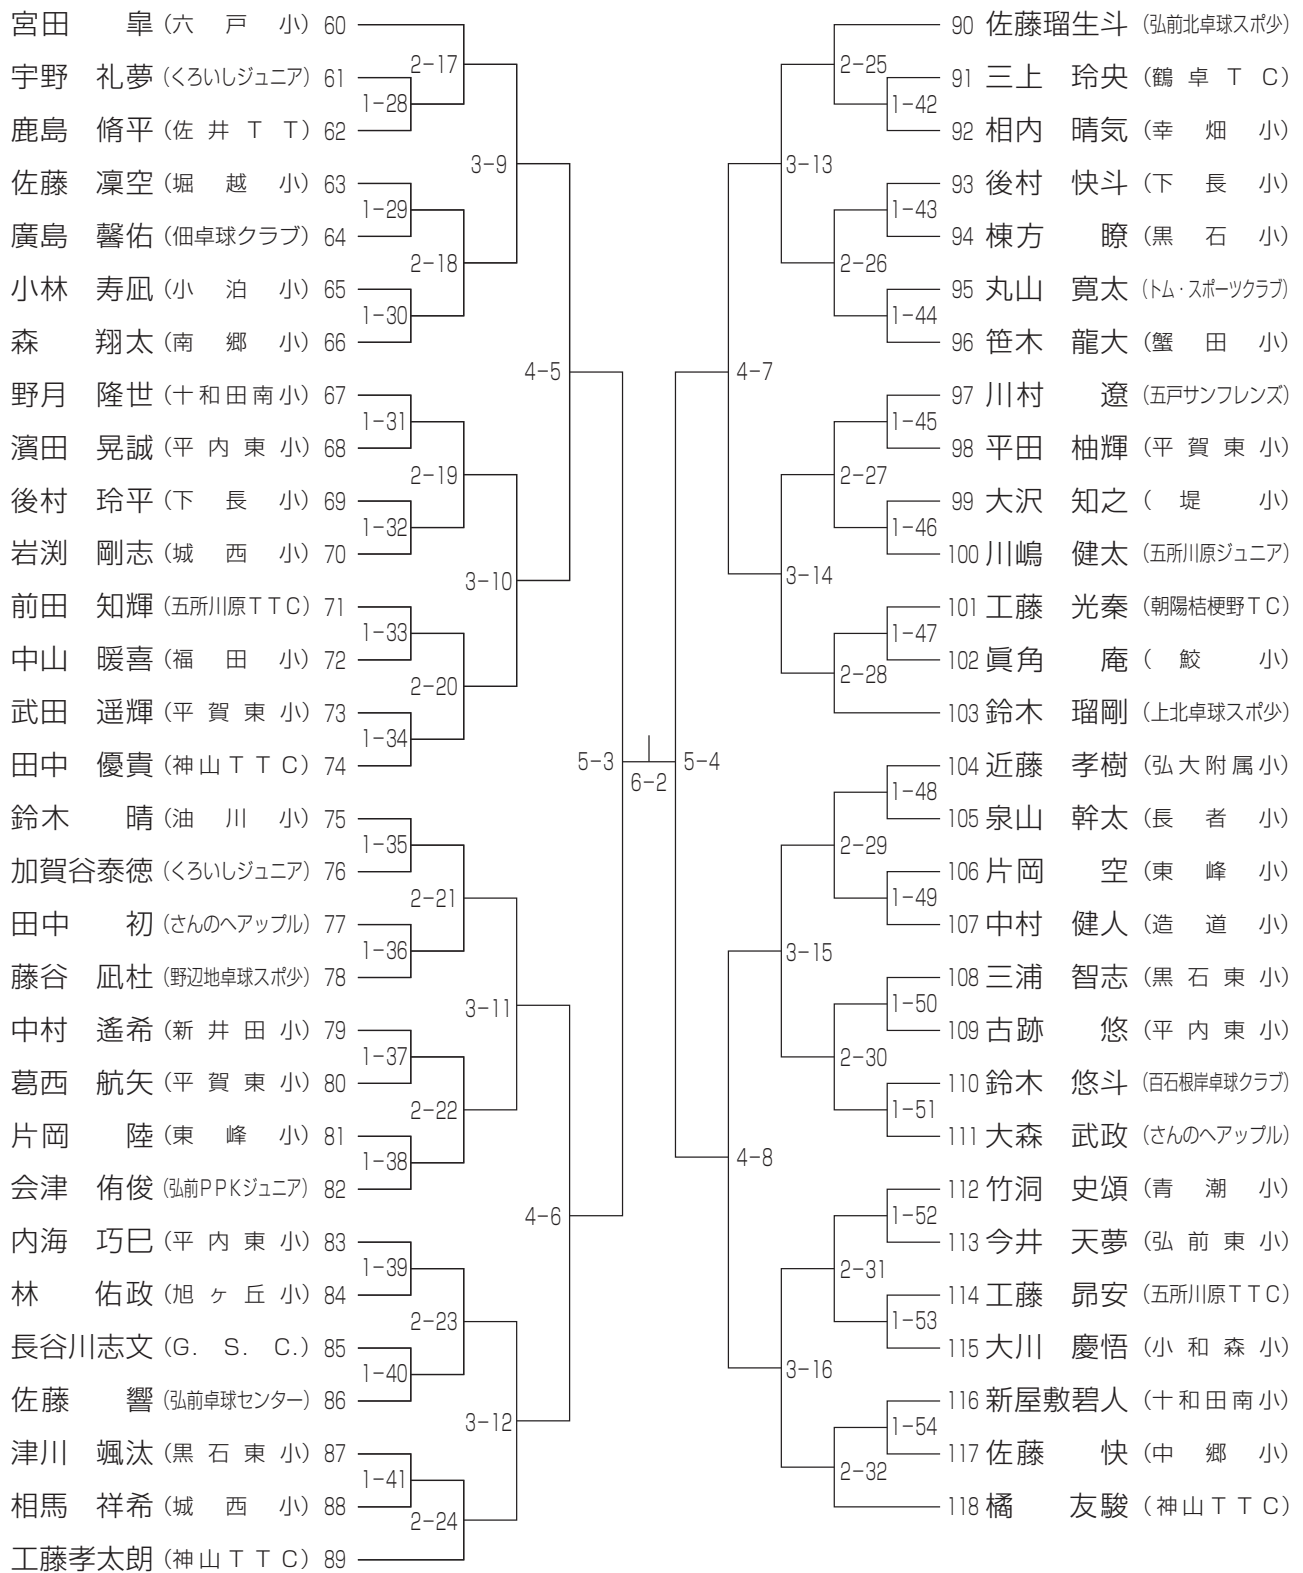 宮田　皐（六戸小）60
宇野　礼夢（くろいしジュニア）61
鹿島　脩平（佐井ＴＴ）62
佐藤　凜空（堀越小）63
廣島　馨佑（佃卓球クラブ）64
小林　寿凪（小泊小）65
森　翔太（南郷小）66
野月　隆世（十和田南小）67
濱田　晃誠（平内東小）68
後村　玲平（下長小）69
岩渕　剛志（城西小）70
前田　知輝（五所川原ＴＴＣ）71
中山　暖喜（福田小）72
武田　遥輝（平賀東小）73
田中　優貴（神山ＴＴＣ）74
鈴木　晴（油川小）75
加賀谷泰徳（くろいしジュニア）76
田中　初（さんのへアップル）77
藤谷　凪杜（野辺地卓球スポ少）78
中村　遙希（新井田小）79
葛西　航矢（平賀東小）80
片岡　陸（東峰小）81
会津　侑俊（弘前ＰＰＫジュニア）82
内海　巧巳（平内東小）83
林　佑政（旭ヶ丘小）84
長谷川志文（G. S. C.）85
佐藤　響（弘前卓球センター）86
津川　颯汰（黒石東小）87
相馬　祥希（城西小）88
工藤孝太朗（神山ＴＴＣ）89
1-28
1-29
1-30
1-31
1-32
1-33
1-34
1-35
1-36
1-37
1-38
1-39
1-40
1-41
2-17
2-18
2-19
2-20
2-21
2-22
2-23
2-24
3-9
3-10
3-11
3-12
4-5
4-6
5-3
6-2
5-4
4-7
4-8
3-13
3-14
3-15
3-16
2-25
2-26
2-27
2-28
2-29
2-30
2-31
2-32
1-42
1-43
1-44
1-45
1-46
1-47
1-48
1-49
1-50
1-51
1-52
1-53
1-54
90 佐藤瑠生斗（弘前北卓球スポ少）
91 三上　玲央（鶴卓ＴＣ）
92 相内　晴気（幸畑小）
93 後村　快斗（下長小）
94 棟方　瞭（黒石小）
95 丸山　寛太（トム・スポーツクラブ）
96 笹木　龍大（蟹田小）
97 川村　遼（五戸サンフレンズ）
98 平田　柚輝（平賀東小）
99 大沢　知之（堤小）
100 川嶋　健太（五所川原ジュニア）
101 工藤　光秦（朝陽桔梗野ＴＣ）
102 眞角　庵（鮫小）
103 鈴木　瑠剛（上北卓球スポ少）
104 近藤　孝樹（弘大附属小）
105 泉山　幹太（長者小）
106 片岡　空（東峰小）
107 中村　健人（造道小）
108 三浦　智志（黒石東小）
109 古跡　悠（平内東小）
110 鈴木　悠斗（百石根岸卓球クラブ）
111 大森　武政（さんのへアップル）
112 竹洞　史頌（青潮小）
113 今井　天夢（弘前東小）
114 工藤　昴安（五所川原ＴＴＣ）
115 大川　慶悟（小和森小）
116 新屋敷碧人（十和田南小）
117 佐藤　快（中郷小）
118 橘　友駿（神山ＴＴＣ）